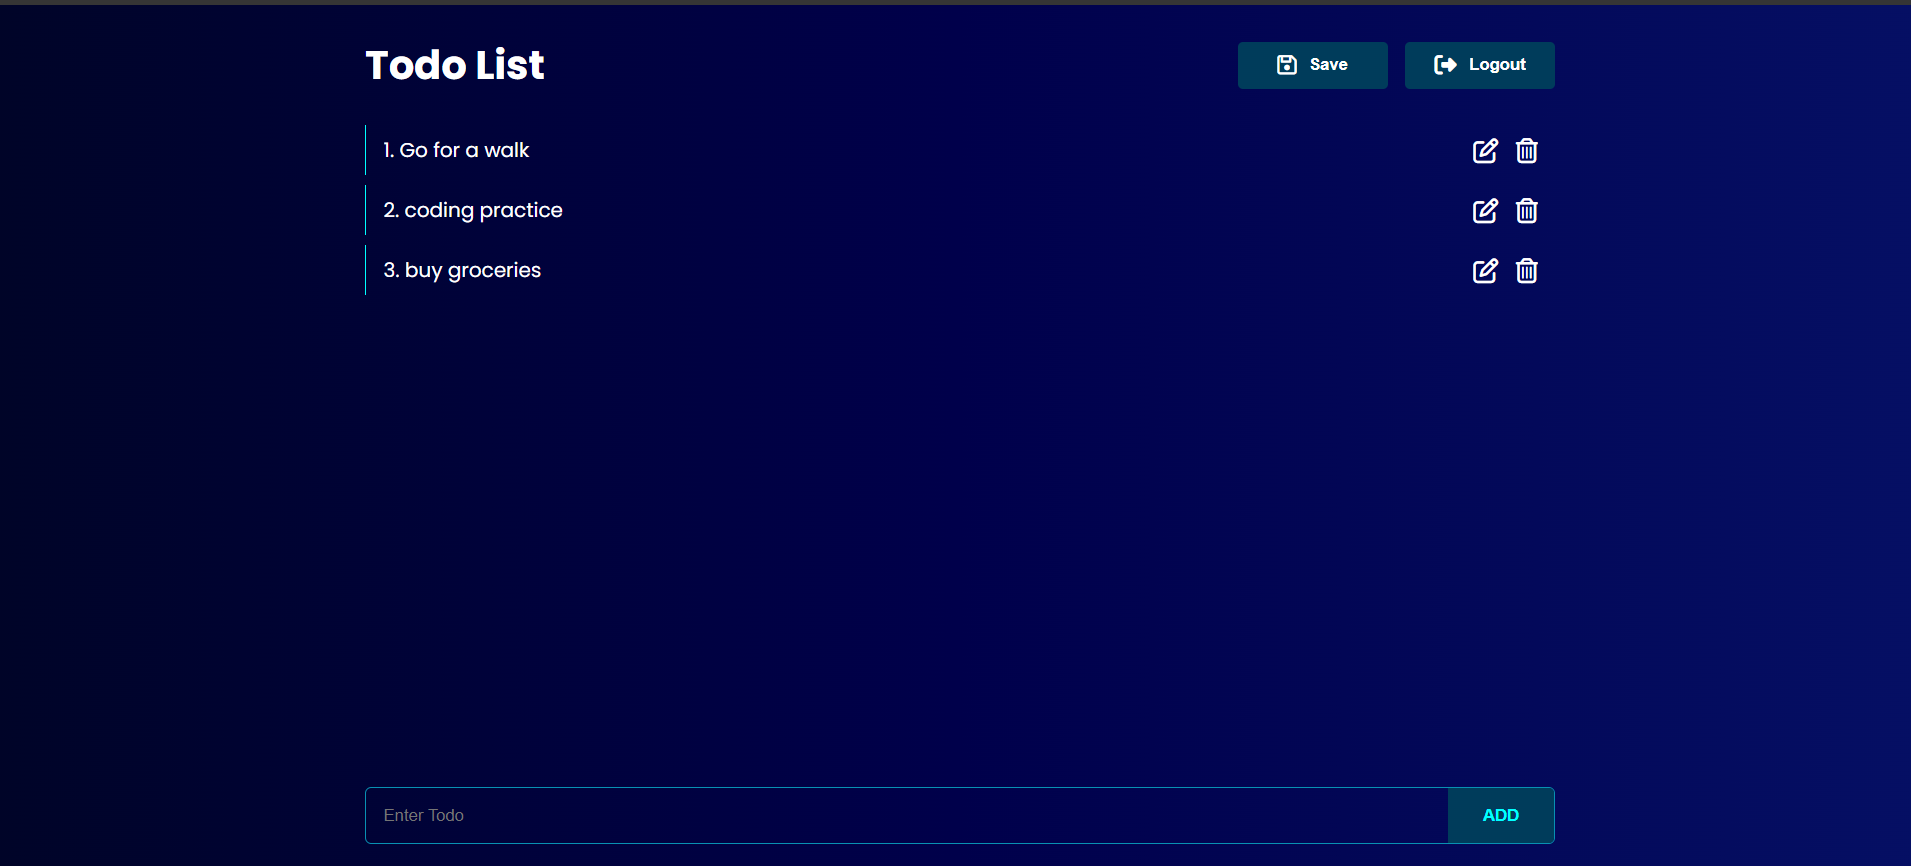 Todo List
Save
Logout
1. Go for a walk
2. coding practice
3. buy groceries
Enter Todo
ADD